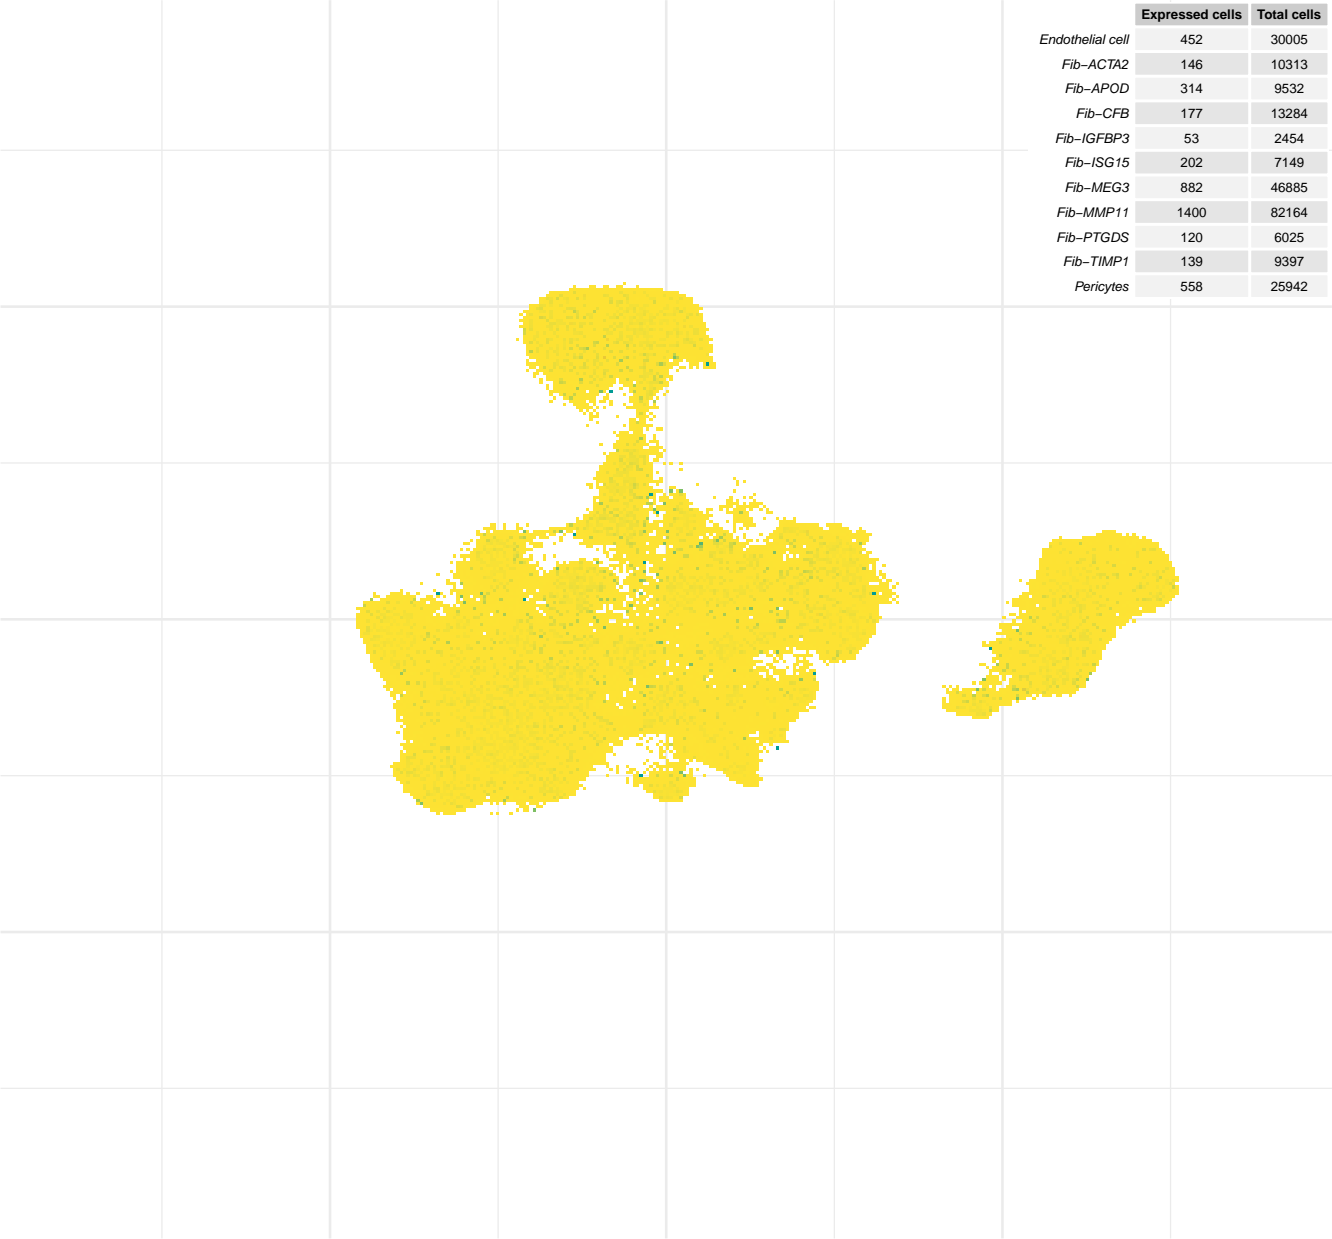 Expressed cells Total cells
Endothelial cell 452 30005
Fib−ACTA2 146 10313
Fib−APOD 314 9532
Fib−CFB 177 13284
Fib−IGFBP3 53 2454
Fib−ISG15 202 7149
Fib−MEG3 882 46885
Fib−MMP11 1400 82164
Fib−PTGDS 120 6025
Fib−TIMP1 139 9397
Pericytes 558 25942